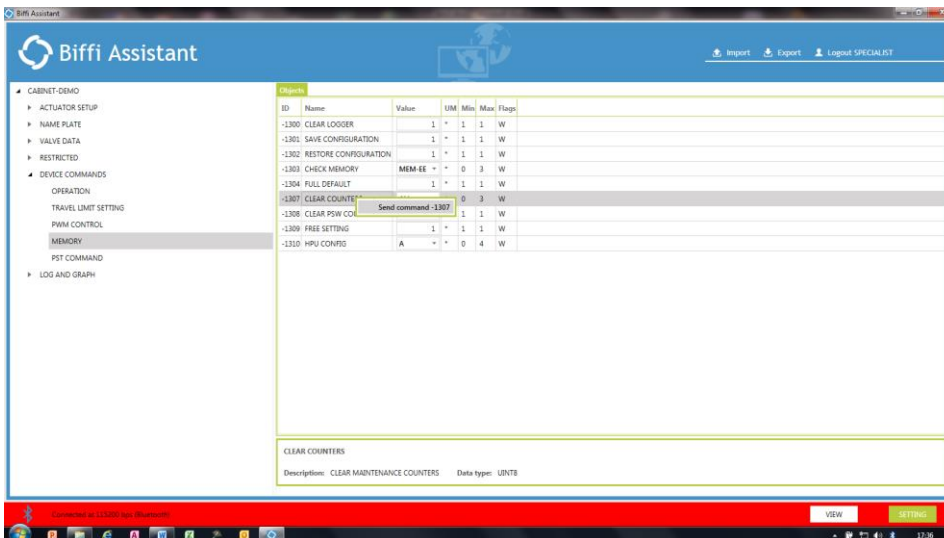 Biffi Assistant
Biffi Assistant
Import Export Logout SPECIALIST
CABINET-DEMO
ACTUATOR SETUP
NAME PLATE
VALVE DATA
RESTRICTED
DEVICE COMMANDS
OPERATION
TRAVEL LIMIT SETTING
PWM CONTROL
MEMORY
PST COMMAND
LOG AND GRAPH
Objects
ID Name Value UM Min Max Flags
-1300 CLEAR LOGGER 1 * 1 1 W
-1301 SAVE CONFIGURATION 1 * 1 1 W
-1302 RESTORE CONFIGURATION 1 * 1 1 W
-1303 CHECK MEMORY MEM-EE * 0 3 W
-1304 FULL DEFAULT 1 * 1 1 W
-1307 CLEAR COUNTE 0 3 W
Send command -1307
-1308 CLEAR PSW CO 1 1 W
-1309 FREE SETTING 1 * 1 1 W
-1310 HPU CONFIG A * 0 4 W
CLEAR COUNTERS
Description: CLEAR MAINTENANCE COUNTERS Data type: UINT8
Connected at 115200 bps (Bluetooth)
VIEW SETTING
17:36